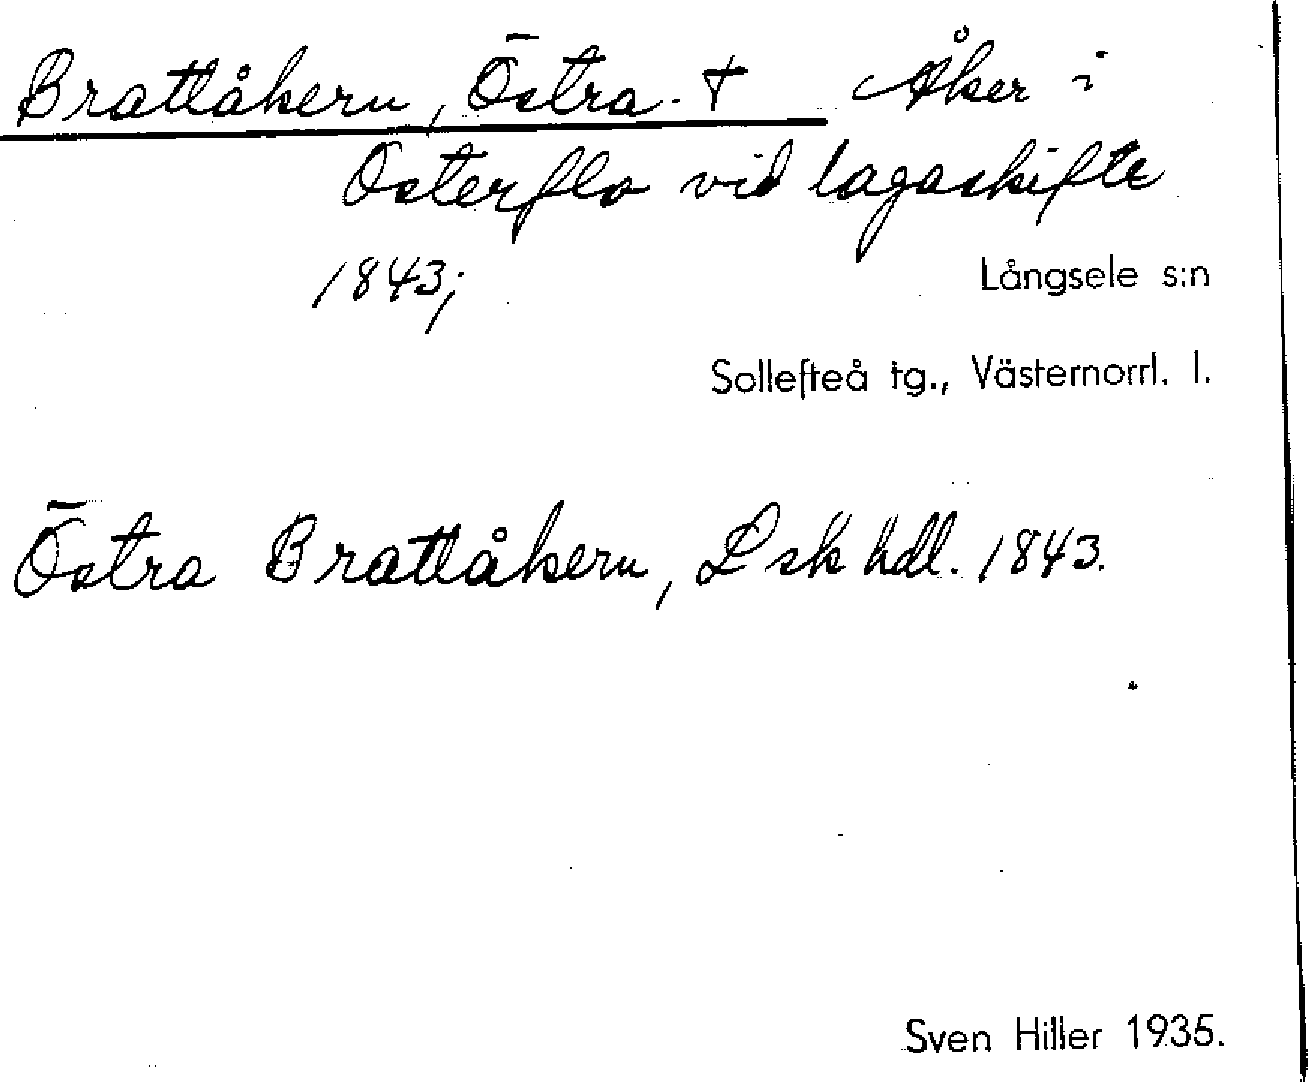 Brattåkern, Östra. † Åker i
Österflo vid lagaskifte
1843;
Långsele s:n
Sollefteå tg., Västernorrl. l.
Östra Brattåkern, Lsk hdl. 1843.
Sven Hiller 1935.